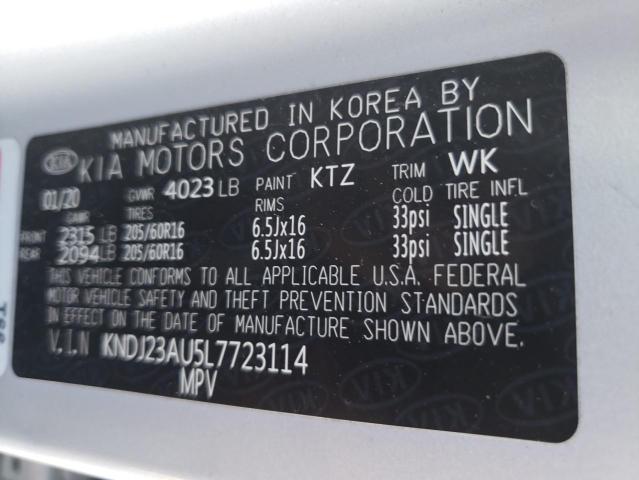 MANUFACTURED IN KOREA BY
KIA KIA MOTORS CORPORATION
01/20 GVWR 4023 LB PAINT KTZ TRIM WK
GAWR TIRES RIMS COLD TIRE INFL
FRONT 2315 LB 205/60R16 6.5Jx16 33psi SINGLE
REAR 2094 LB 205/60R16 6.5Jx16 33psi SINGLE
THIS VEHICLE CONFORMS TO ALL APPLICABLE U.S.A. FEDERAL
MOTOR VEHICLE SAFETY AND THEFT PREVENTION STANDARDS
IN EFFECT ON THE DATE OF MANUFACTURE SHOWN ABOVE.
V.I.N KNDJ23AU5L7723114
MPV